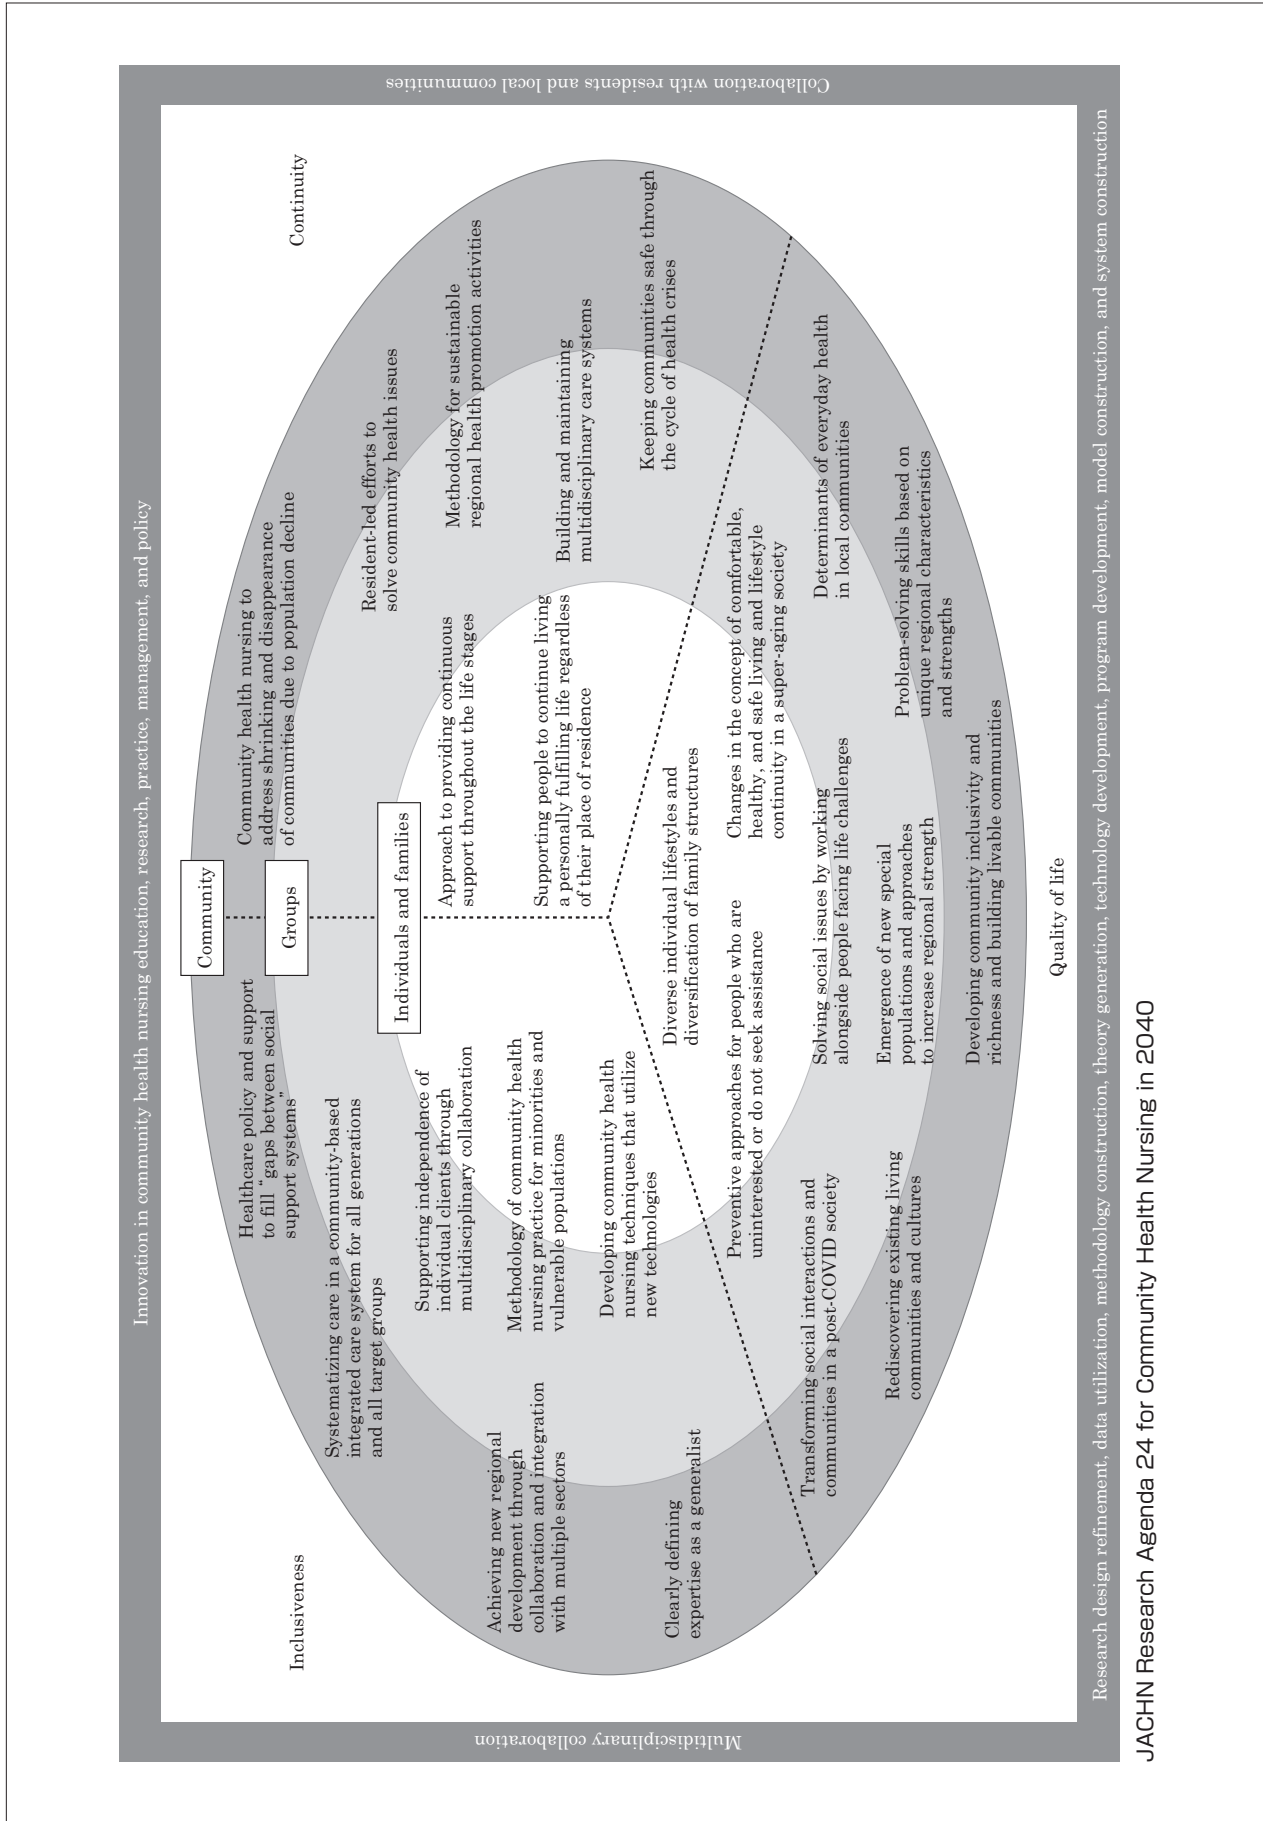 Innovation in community health nursing education, research, practice, management, and policy
Multidisciplinary collaboration
Collaboration with residents and local communities
Research design refinement, data utilization, methodology construction, theory generation, technology development, program development, model construction, and system construction
Inclusiveness
Continuity
Quality of life
Community
Groups
Individuals and families
Healthcare policy and support
to fill “gaps between social
support systems”
Systematizing care in a community-based
integrated care system for all generations
and all target groups
Supporting independence of
individual clients through
multidisciplinary collaboration
Achieving new regional
development through
collaboration and integration
with multiple sectors
Methodology of community health
nursing practice for minorities and
vulnerable populations
Developing community health
nursing techniques that utilize
new technologies
Clearly defining
expertise as a generalist
Community health nursing to
address shrinking and disappearance
of communities due to population decline
Resident-led efforts to
solve community health issues
Approach to providing continuous
support throughout the life stages
Methodology for sustainable
regional health promotion activities
Supporting people to continue living
a personally fulfilling life regardless
of their place of residence
Building and maintaining
multidisciplinary care systems
Keeping communities safe through
the cycle of health crises
Diverse individual lifestyles and
diversification of family structures
Preventive approaches for people who are
uninterested or do not seek assistance
Changes in the concept of comfortable,
healthy, and safe living and lifestyle
continuity in a super-aging society
Transforming social interactions and
communities in a post-COVID society
Solving social issues by working
alongside people facing life challenges
Determinants of everyday health
in local communities
Rediscovering existing living
communities and cultures
Emergence of new special
populations and approaches
to increase regional strength
Problem-solving skills based on
unique regional characteristics
and strengths
Developing community inclusivity and
richness and building livable communities
JACHN Research Agenda 24 for Community Health Nursing in 2040